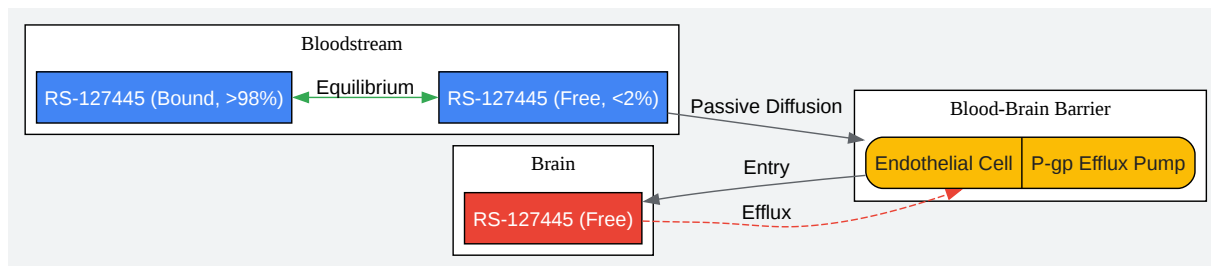 Bloodstream
RS-127445 (Bound, >98%)
Equilibrium
RS-127445 (Free, <2%)
Passive Diffusion
Blood-Brain Barrier
Endothelial Cell
P-gp Efflux Pump
Brain
Entry
RS-127445 (Free)
Efflux